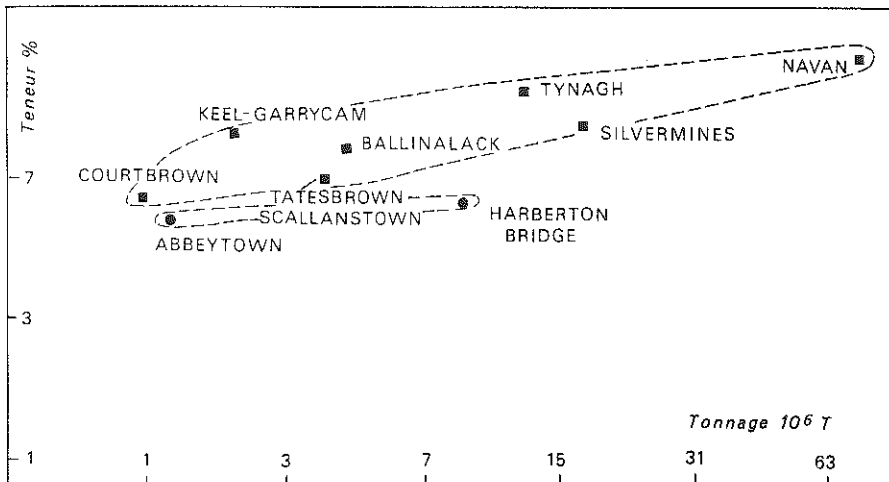 Teneur %
NAVAN
TYNAGH
KEEL-GARRYCAM
SILVERMINES
BALLINALACK
7
COURTBROWN
TATESBROWN
SCALLANSTOWN
HARBERTON
BRIDGE
ABBEYTOWN
3
Tonnage 10⁶ T
1
1
3
7
15
31
63